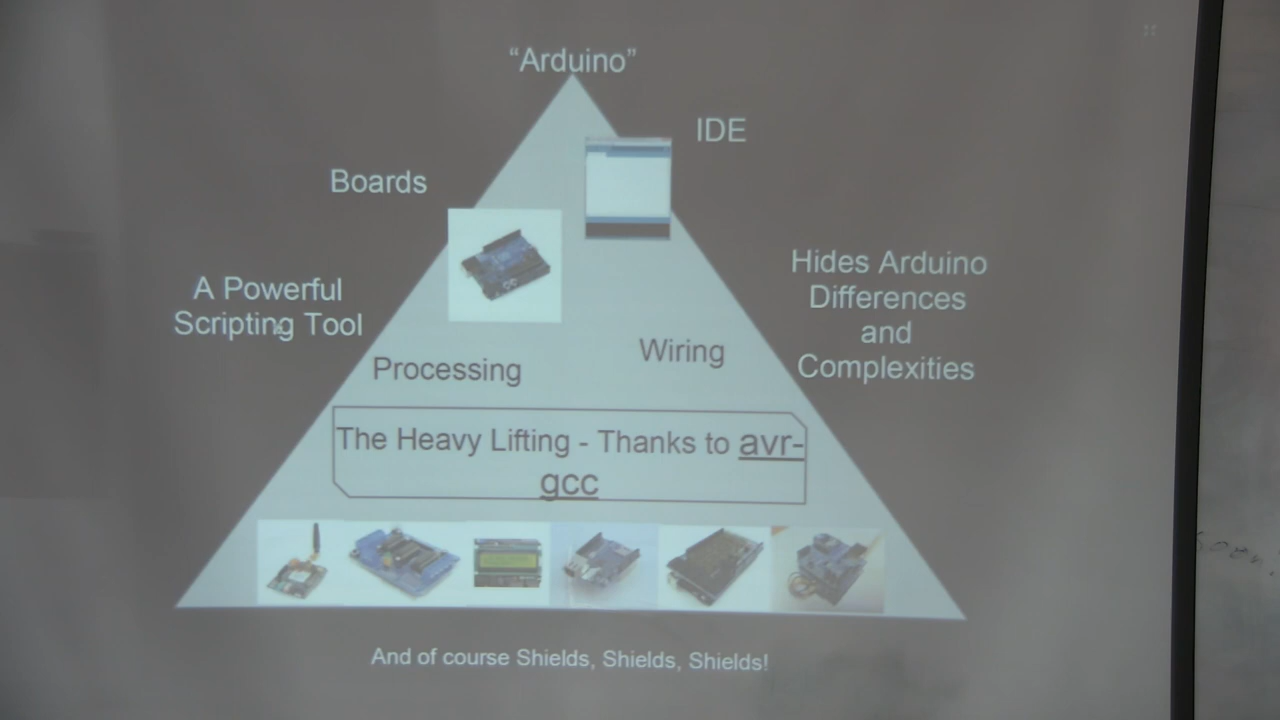 “Arduino”
IDE
Boards
A Powerful
Scripting Tool
Hides Arduino
Differences
and
Complexities
Processing
Wiring
The Heavy Lifting - Thanks to avr-
gcc
And of course Shields, Shields, Shields!